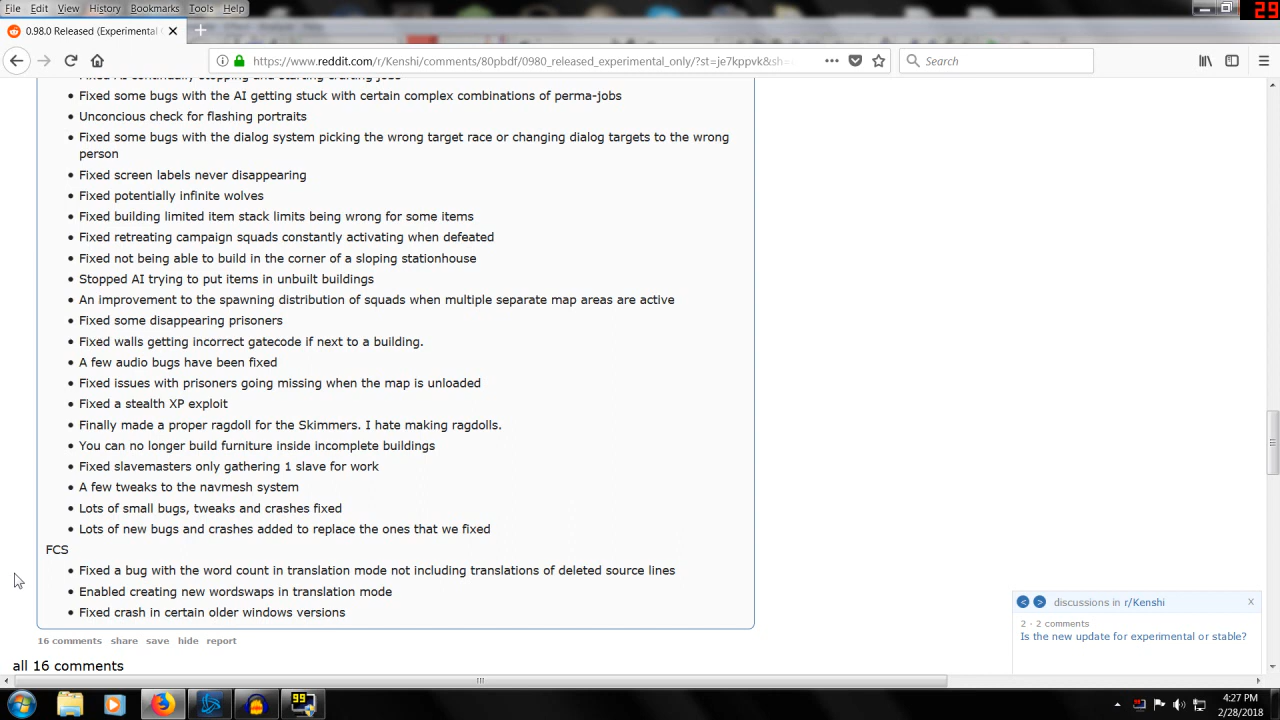 File Edit View History Bookmarks Tools Help
29
0.98.0 Released (Experimental
https://www.reddit.com/r/Kenshi/comments/80pbdf/0980_released_experimental_only/?st=je7kppvk&sh=
Search
Fixed AI continually stopping and starting crafting jobs
Fixed some bugs with the AI getting stuck with certain complex combinations of perma-jobs
Unconcious check for flashing portraits
Fixed some bugs with the dialog system picking the wrong target race or changing dialog targets to the wrong
person
Fixed screen labels never disappearing
Fixed potentially infinite wolves
Fixed building limited item stack limits being wrong for some items
Fixed retreating campaign squads constantly activating when defeated
Fixed not being able to build in the corner of a sloping stationhouse
Stopped AI trying to put items in unbuilt buildings
An improvement to the spawning distribution of squads when multiple separate map areas are active
Fixed some disappearing prisoners
Fixed walls getting incorrect gatecode if next to a building.
A few audio bugs have been fixed
Fixed issues with prisoners going missing when the map is unloaded
Fixed a stealth XP exploit
Finally made a proper ragdoll for the Skimmers. I hate making ragdolls.
You can no longer build furniture inside incomplete buildings
Fixed slavemasters only gathering 1 slave for work
A few tweaks to the navmesh system
Lots of small bugs, tweaks and crashes fixed
Lots of new bugs and crashes added to replace the ones that we fixed
FCS
Fixed a bug with the word count in translation mode not including translations of deleted source lines
Enabled creating new wordswaps in translation mode
Fixed crash in certain older windows versions
16 comments share save hide report
all 16 comments
discussions in r/Kenshi X
2 · 2 comments
Is the new update for experimental or stable?
99
4:27 PM
2/28/2018